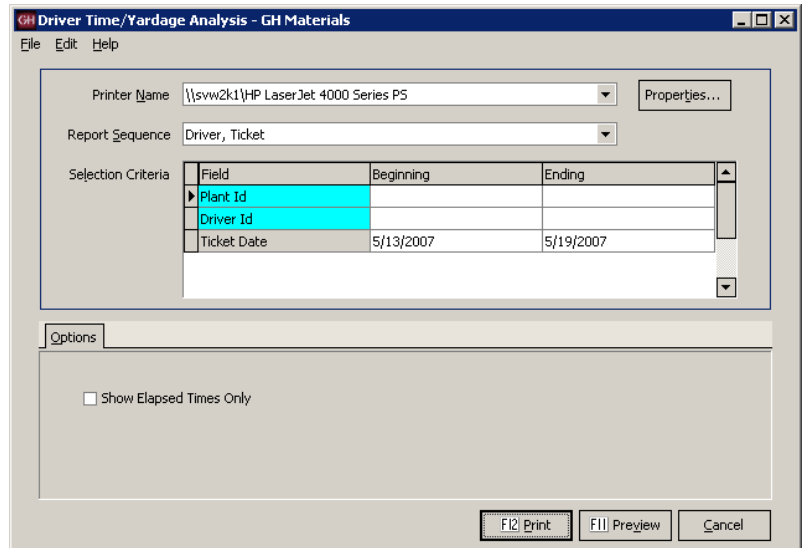 GH Driver Time/Yardage Analysis - GH Materials
File Edit Help
Printer Name \\svw2k1\HP LaserJet 4000 Series PS Properties...
Report Sequence Driver, Ticket
Selection Criteria Field Beginning Ending
Plant Id
Driver Id
Ticket Date 5/13/2007 5/19/2007
Options
Show Elapsed Times Only
F12 Print F11 Preview Cancel